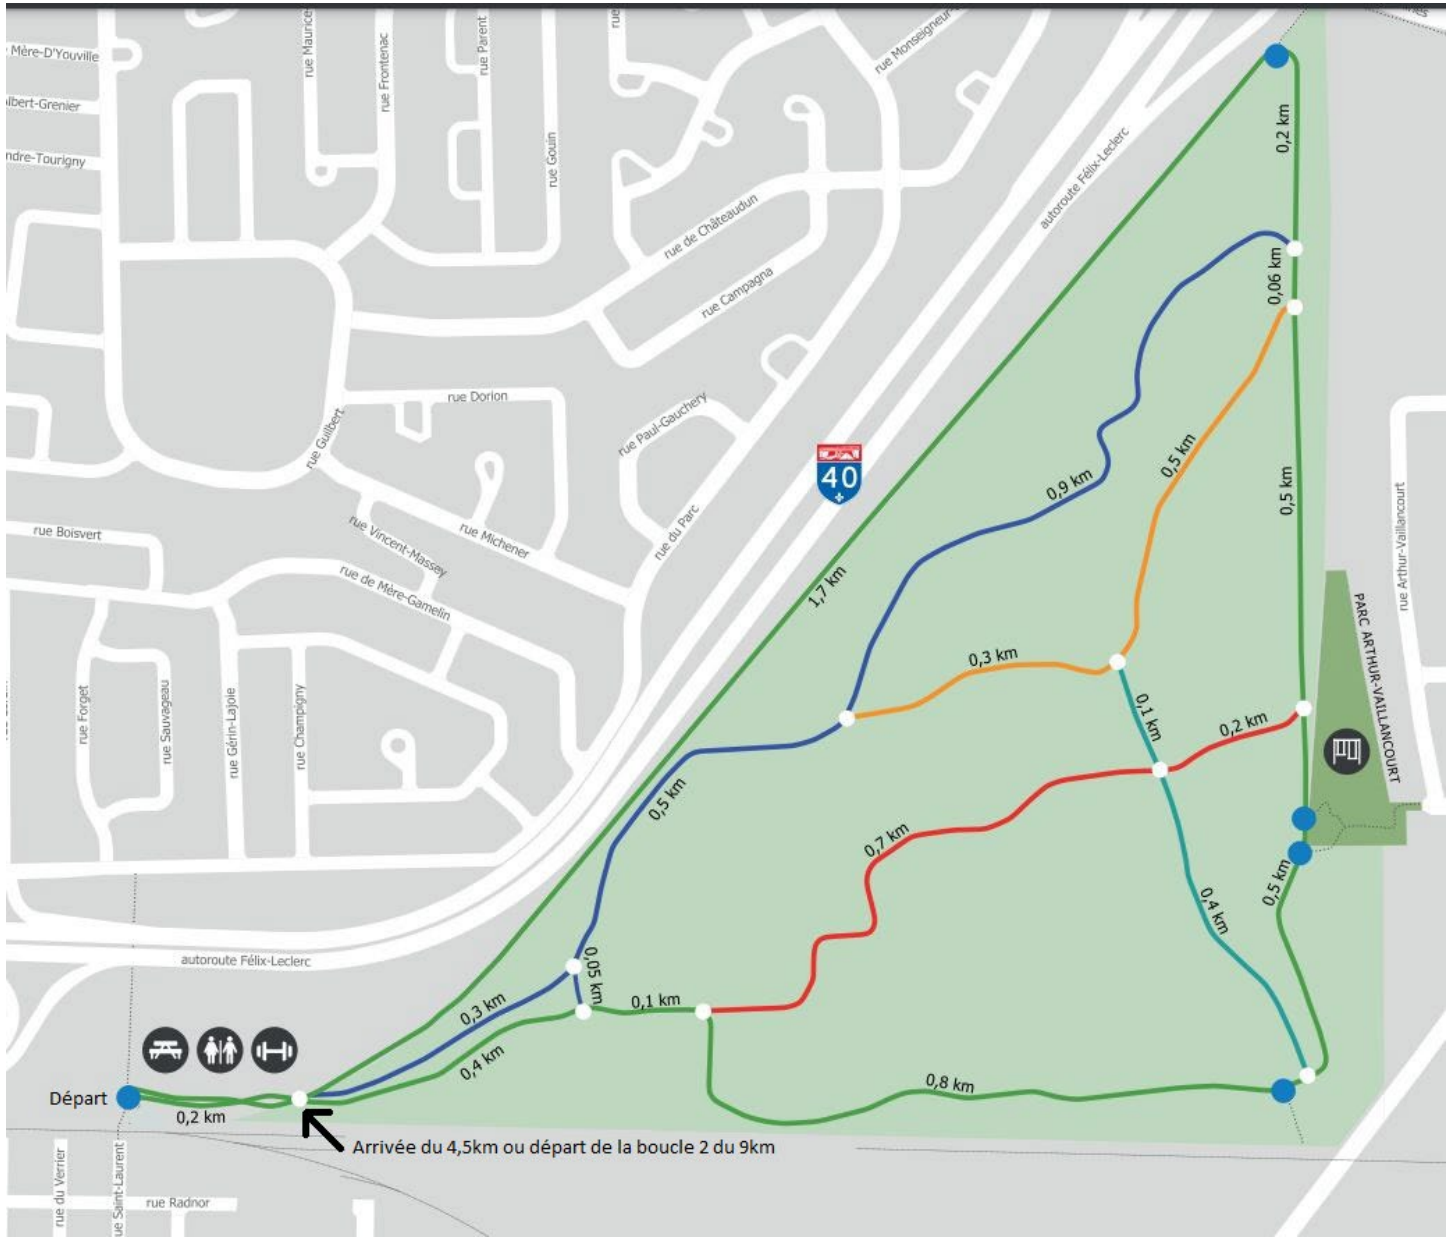 Mère-D'Youville
lbert-Grenier
ndre-Tourigny
rue Maurice-
rue Frontenac
rue Parent
rue Gouin
rue
rue Monseigneur-
autoroute Félix-Leclerc
rue de Châteaudun
rue Campagna
rue Dorion
rue Guilbert
rue Paul-Gauchery
rue du Parc
rue Michener
rue Vincent-Massey
rue de Mère-Gamelin
rue Boisvert
rue Forget
rue Sauvageau
rue Gérin-Lajoie
rue Champigny
autoroute Félix-Leclerc
40
0,2 km
0,06 km
0,5 km
0,5 km
0,9 km
1,7 km
0,3 km
0,1 km
0,2 km
0,5 km
0,7 km
0,4 km
0,5 km
0,05 km
0,1 km
0,3 km
0,4 km
0,8 km
PARC ARTHUR-VAILLANCOURT
rue Arthur-Vaillancourt
Départ
0,2 km
Arrivée du 4,5km ou départ de la boucle 2 du 9km
rue du Verrier
rue Saint-Laurent
rue Radnor